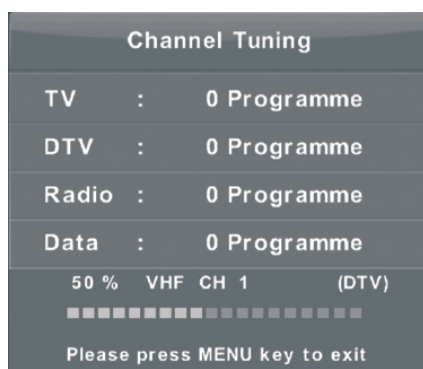 Channel Tuning
TV : 0 Programme
DTV : 0 Programme
Radio : 0 Programme
Data : 0 Programme
50 % VHF CH 1 (DTV)
Please press MENU key to exit